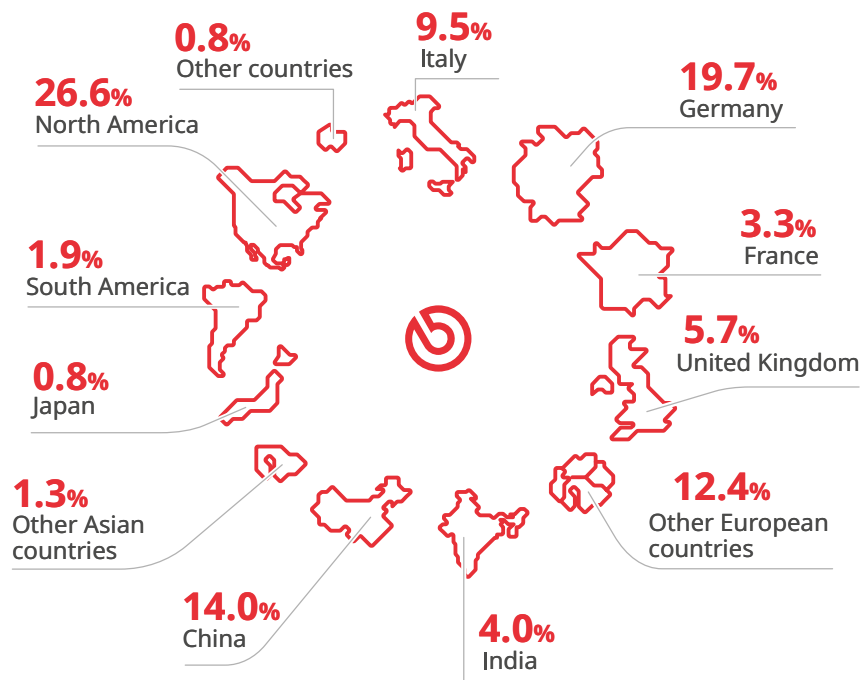 0.8%
Other countries
9.5%
Italy
19.7%
Germany
26.6%
North America
3.3%
France
1.9%
South America
5.7%
United Kingdom
0.8%
Japan
12.4%
Other European
countries
1.3%
Other Asian
countries
14.0%
China
4.0%
India